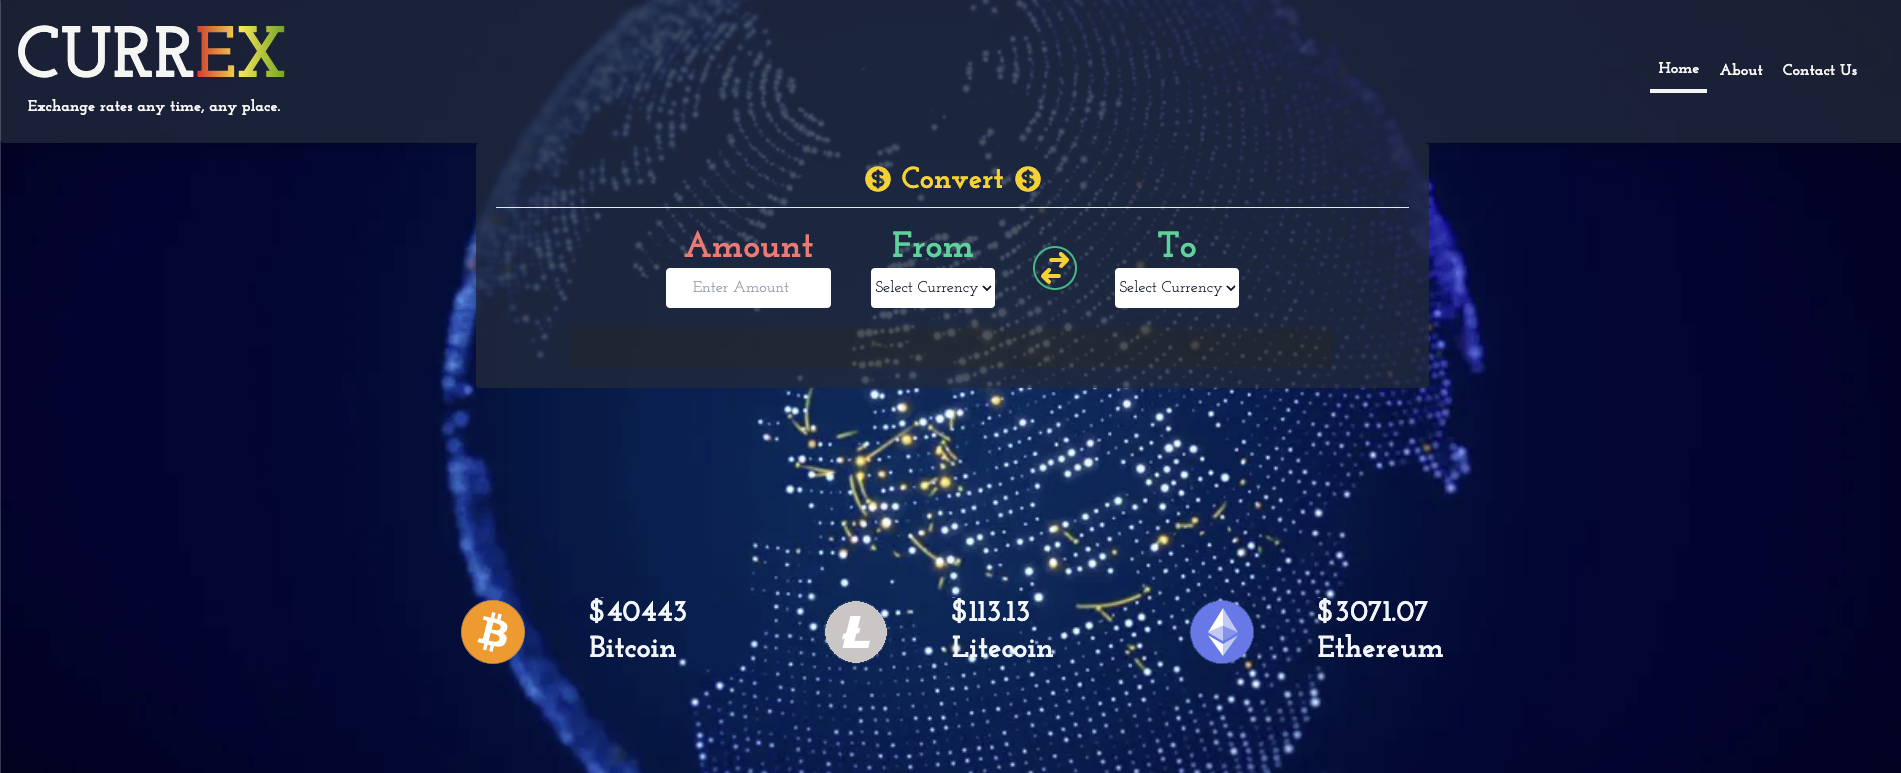 CURREX
Exchange rates any time, any place.
Home About Contact Us
$ Convert $
Amount From To
Enter Amount Select Currency Select Currency
$40443 $113.13 $3071.07
Bitcoin Litecoin Ethereum